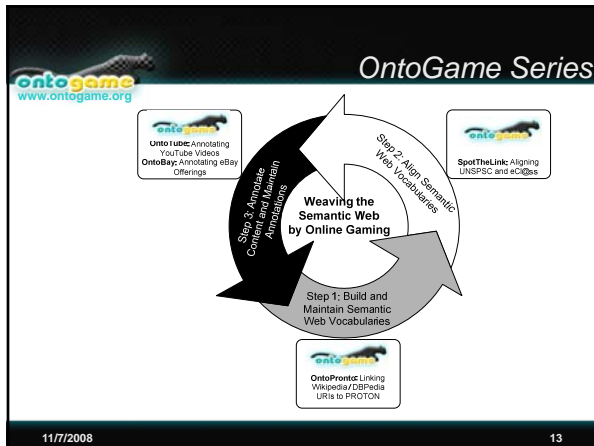 OntoGame Series
ontogame
www.ontogame.org
ontogame
OntoTube: Annotating
YouTube Videos
OntoBay: Annotating eBay
Offerings
ontogame
SpotTheLink: Aligning
UNSPSC and eCl@ss
Step 2: Align Semantic
Web Vocabularies
Step 3: Annotate
Content and Maintain
Annotations
Weaving the
Semantic Web
by Online Gaming
Step 1: Build and
Maintain Semantic
Web Vocabularies
ontogame
OntoPronto: Linking
Wikipedia/DBPedia
URIs to PROTON
11/7/2008
13